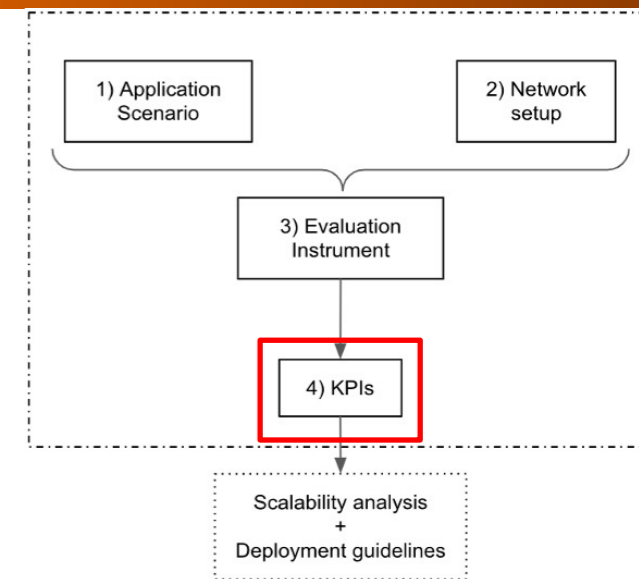 1) Application
Scenario
2) Network
setup
3) Evaluation
Instrument
4) KPIs
Scalability analysis
+
Deployment guidelines